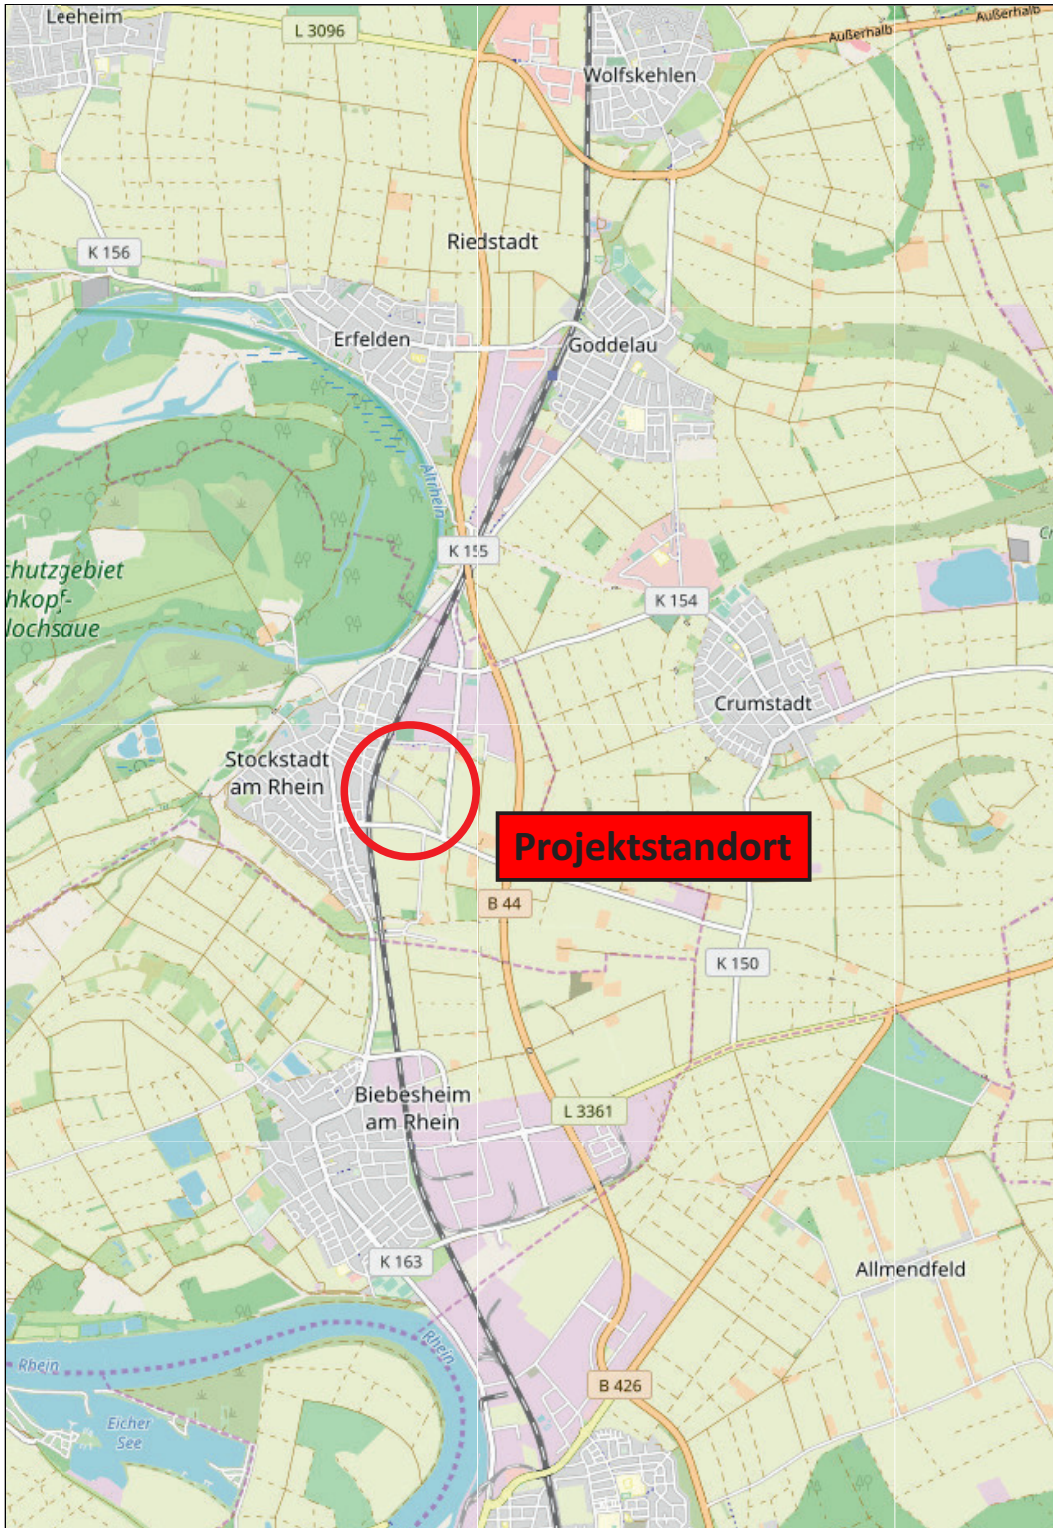 Leeheim
L 3096
Außerhalb
Außerhalb
Wolfskehlen
Riedstadt
K 156
Erfelden
Goddelau
Altrhein
K 155
chutzgebiet
hkopf-
lochsaue
K 154
Crumstadt
Stockstadt
am Rhein
Projektstandort
B 44
K 150
Biebesheim
am Rhein
L 3361
K 163
Allmendfeld
Rhein
Rhein
B 426
Eicher
See